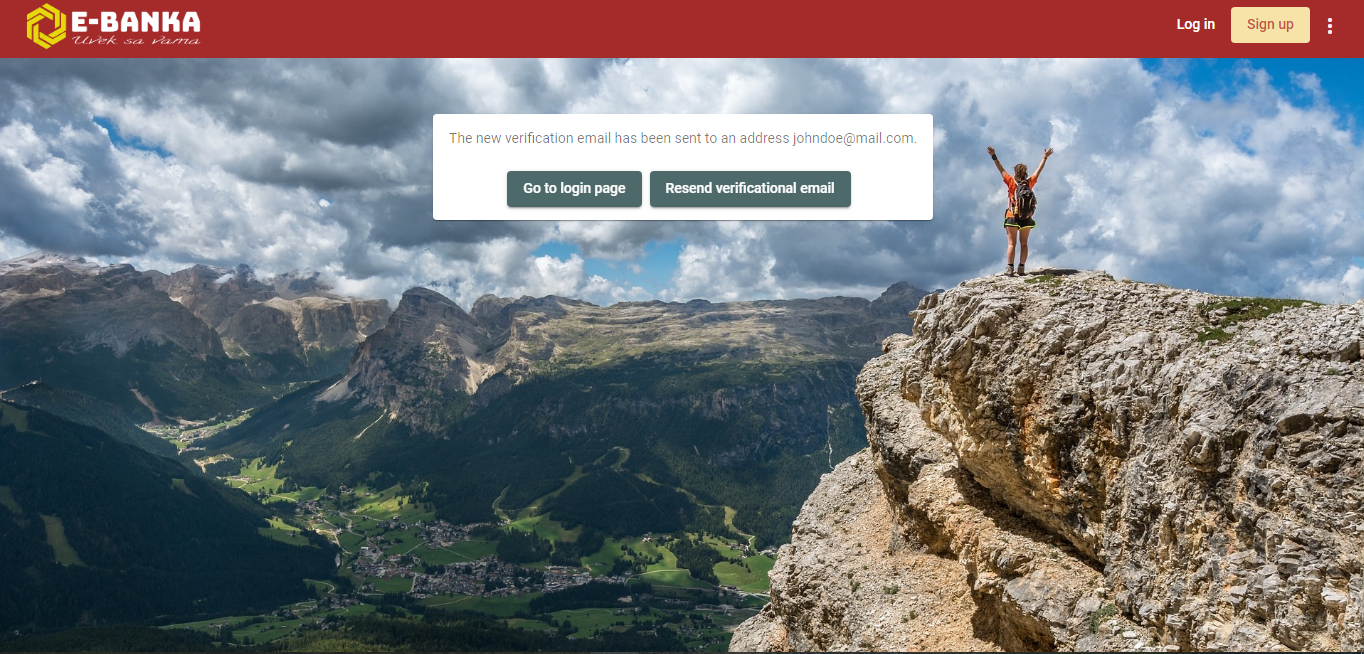 E-BANKA
Uvek sa vama
Log in
Sign up
The new verification email has been sent to an address johndoe@mail.com.
Go to login page
Resend verificational email